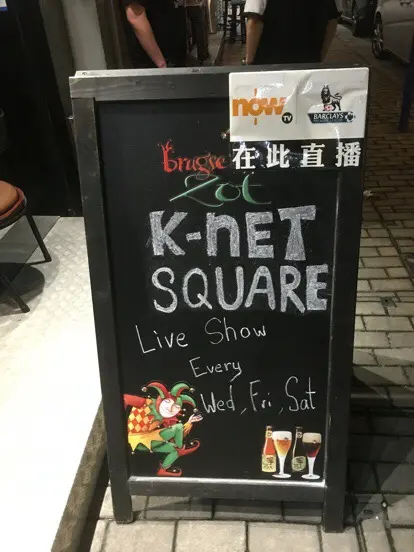 now
TV
BARCLAYS
在此直播
Brugse
Zot
K-NET
SQUARE
Live Show
Every
Wed, Fri, Sat